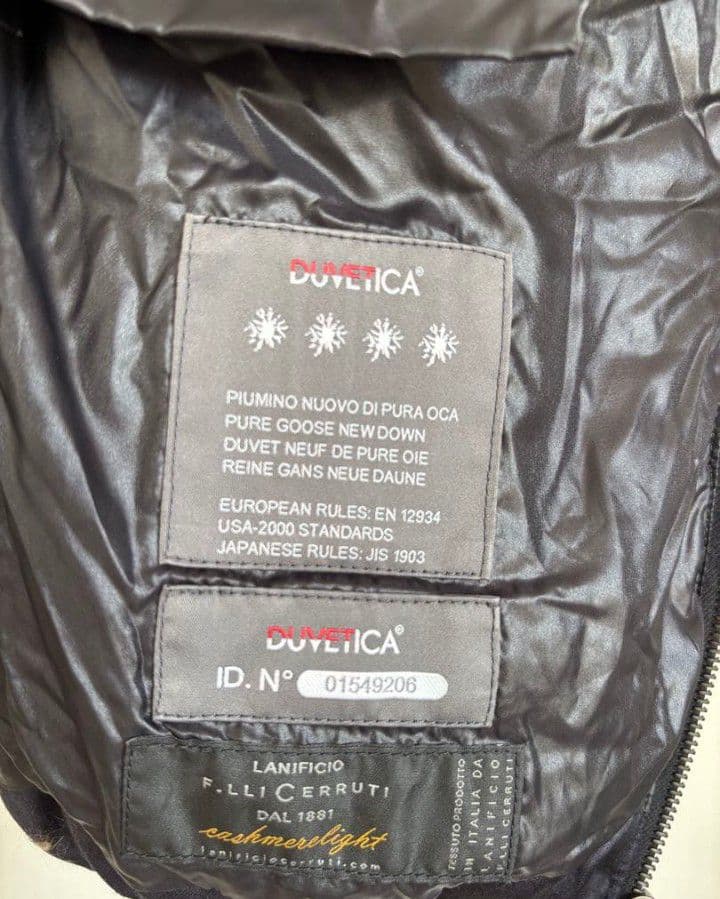 DUVETICA®
PIUMINO NUOVO DI PURA OCA
PURE GOOSE NEW DOWN
DUVET NEUF DE PURE OIE
REINE GANS NEUE DAUNE
EUROPEAN RULES: EN 12934
USA-2000 STANDARDS
JAPANESE RULES: JIS 1903
DUVETICA®
ID. N° 01549206
LANIFICIO
F.LLI CERRUTI
DAL 1881
cashmerelight
lanificiocerruti.com
TESSUTO PRODOTTO
IN ITALIA DA
LANIFICIO
F.LLI CERRUTI